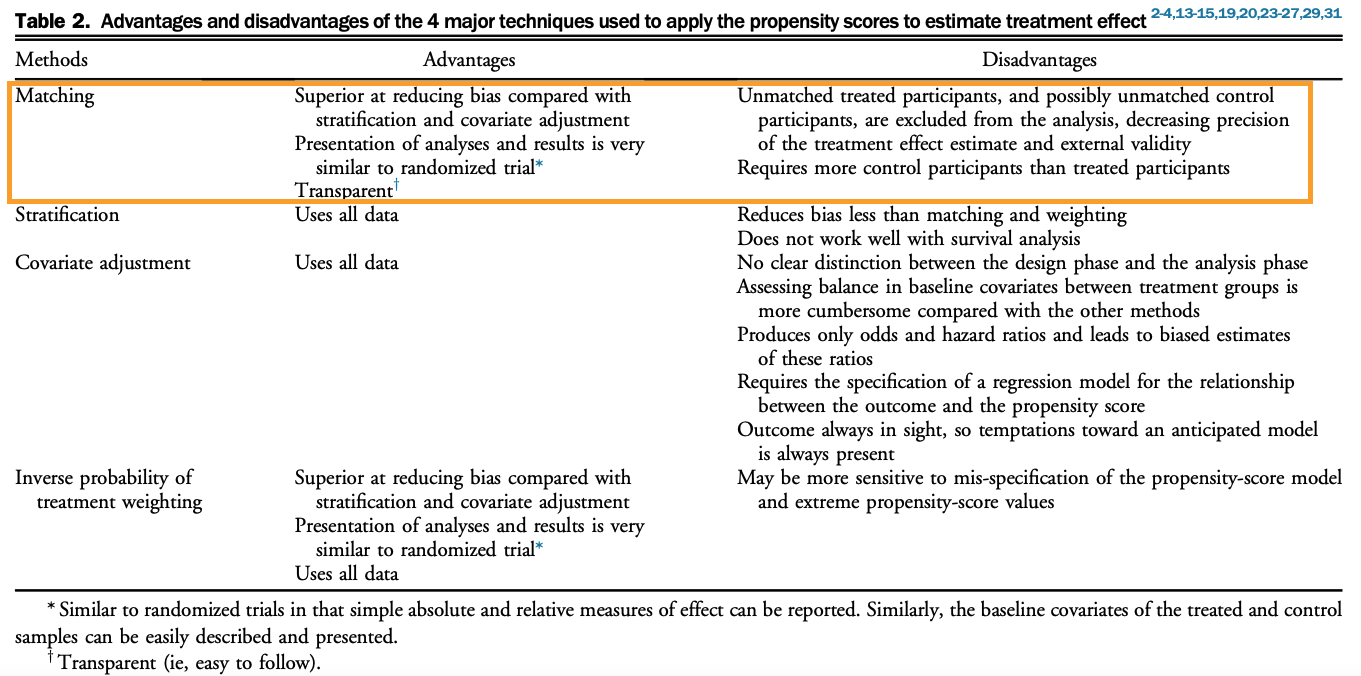 Table 2. Advantages and disadvantages of the 4 major techniques used to apply the propensity scores to estimate treatment effect 2-4,13-15,19,20,23-27,29,31
Methods Advantages Disadvantages
Matching Superior at reducing bias compared with Unmatched treated participants, and possibly unmatched control
stratification and covariate adjustment participants, are excluded from the analysis, decreasing precision
Presentation of analyses and results is very of the treatment effect estimate and external validity
similar to randomized trial* Requires more control participants than treated participants
Transparent†
Stratification Uses all data Reduces bias less than matching and weighting
Does not work well with survival analysis
Covariate adjustment Uses all data No clear distinction between the design phase and the analysis phase
Assessing balance in baseline covariates between treatment groups is
more cumbersome compared with the other methods
Produces only odds and hazard ratios and leads to biased estimates
of these ratios
Requires the specification of a regression model for the relationship
between the outcome and the propensity score
Outcome always in sight, so temptations toward an anticipated model
is always present
Inverse probability of Superior at reducing bias compared with May be more sensitive to mis-specification of the propensity-score model
treatment weighting stratification and covariate adjustment and extreme propensity-score values
Presentation of analyses and results is very
similar to randomized trial*
Uses all data
* Similar to randomized trials in that simple absolute and relative measures of effect can be reported. Similarly, the baseline covariates of the treated and control
samples can be easily described and presented.
† Transparent (ie, easy to follow).